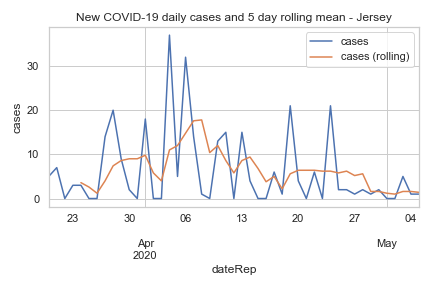 New COVID-19 daily cases and 5 day rolling mean - Jersey
cases
cases (rolling)
cases
30
20
10
0
23
30
06
13
20
27
04
Apr
2020
May
dateRep